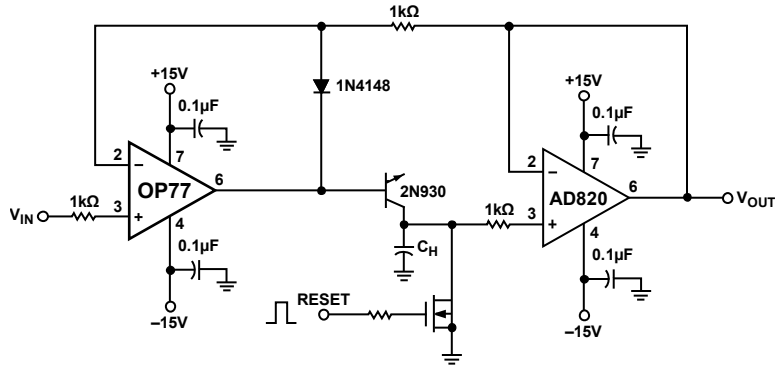 1kΩ
+15V
0.1µF
1N4148
+15V
0.1µF
2
7
OP77
6
2N930
2
7
AD820
6
V_IN
1kΩ
3
4
1kΩ
3
4
V_OUT
C_H
0.1µF
0.1µF
–15V
RESET
–15V